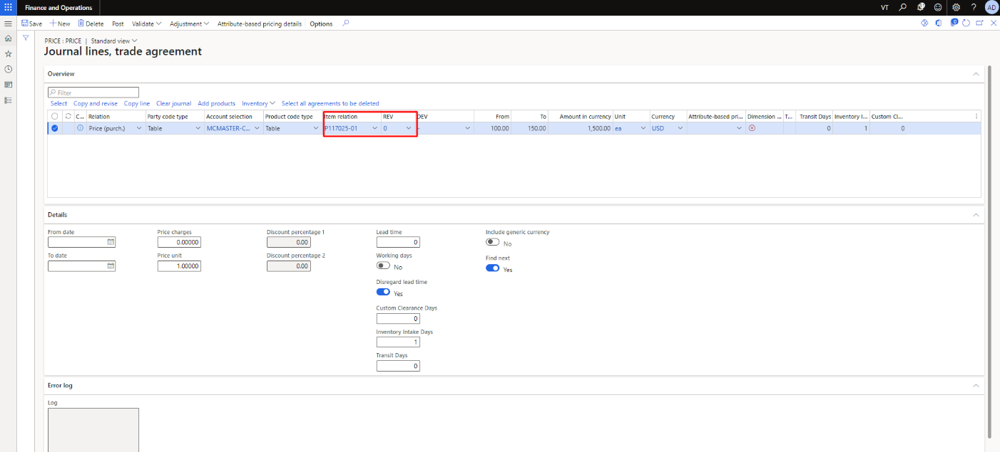 Finance and Operations VT AD
Save New Delete Post Validate Adjustment Attribute-based pricing details Options
PRICE : PRICE | Standard view
Journal lines, trade agreement
Overview
Filter
Select Copy and revise Copy line Clear journal Add products Inventory Select all agreements to be deleted
C... Relation Party code type Account selection Product code type Item relation REV DEV From To Amount in currency Unit Currency Attribute-based pri... Dimension ... T... Transit Days Inventory I... Custom Cl...
Price (purch.) Table MCMASTER-C... Table P117025-01 0 - 100.00 150.00 1,500.00 ea USD 0 1 0
Details
From date Price charges Discount percentage 1 Lead time Include generic currency
0.00000 0.00 0 No
To date Price unit Discount percentage 2 Working days Find next
1.00000 0.00 No Yes
Disregard lead time
Yes
Custom Clearance Days
0
Inventory Intake Days
1
Transit Days
0
Error log
Log